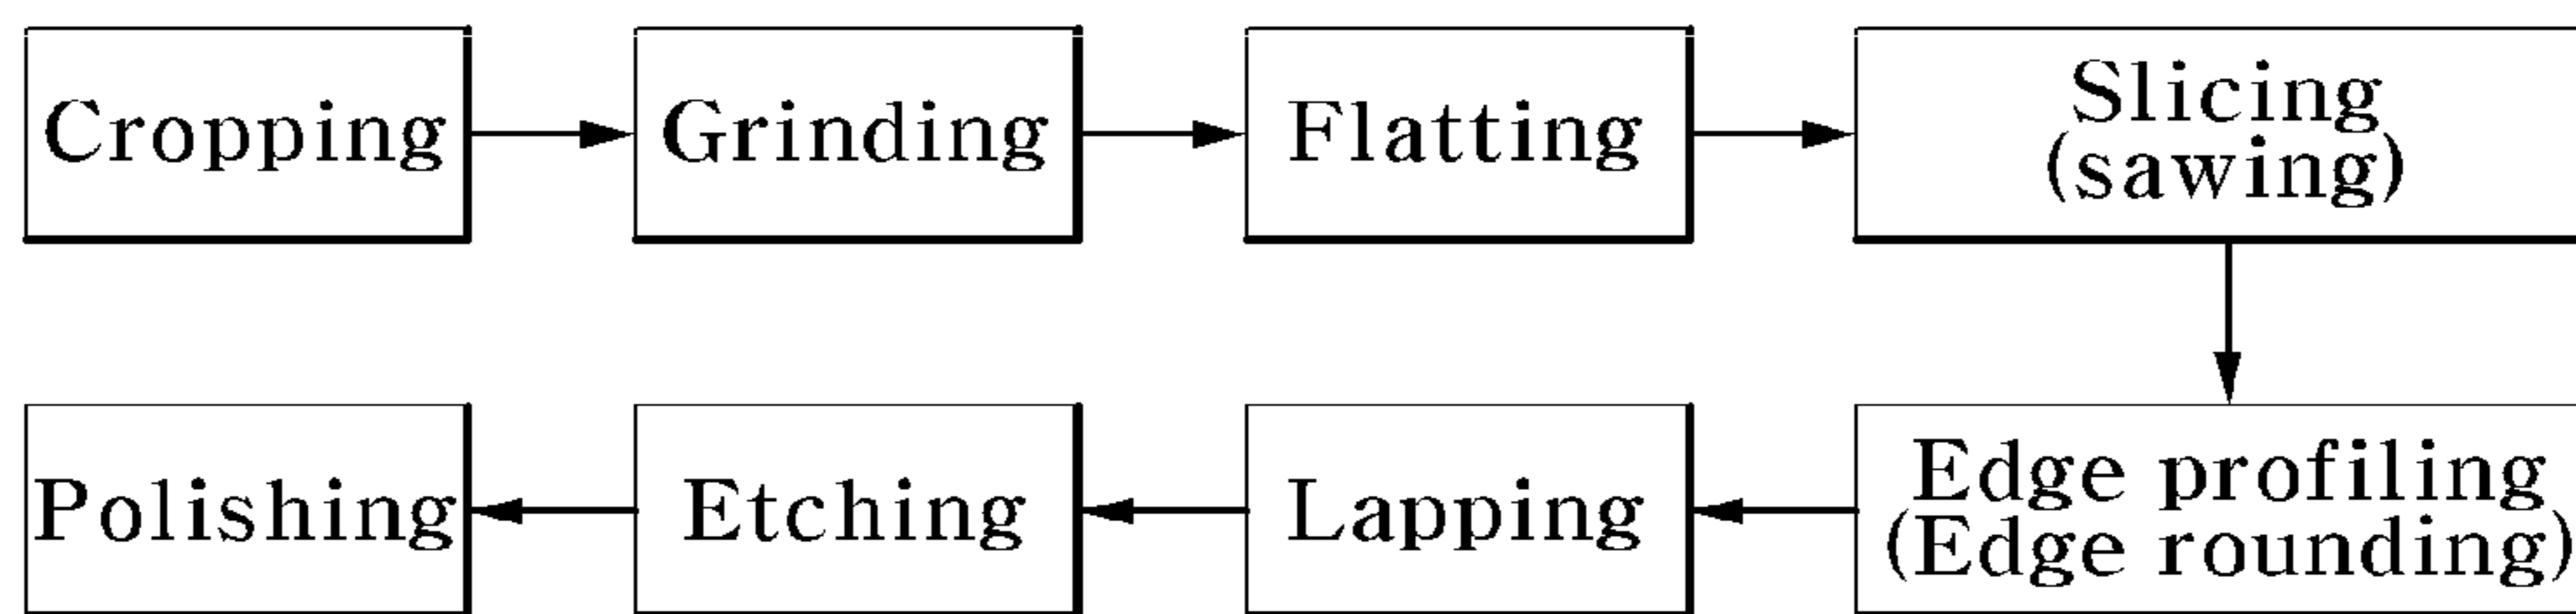 Cropping
Grinding
Flatting
Slicing
(sawing)
Edge profiling
(Edge rounding)
Lapping
Etching
Polishing